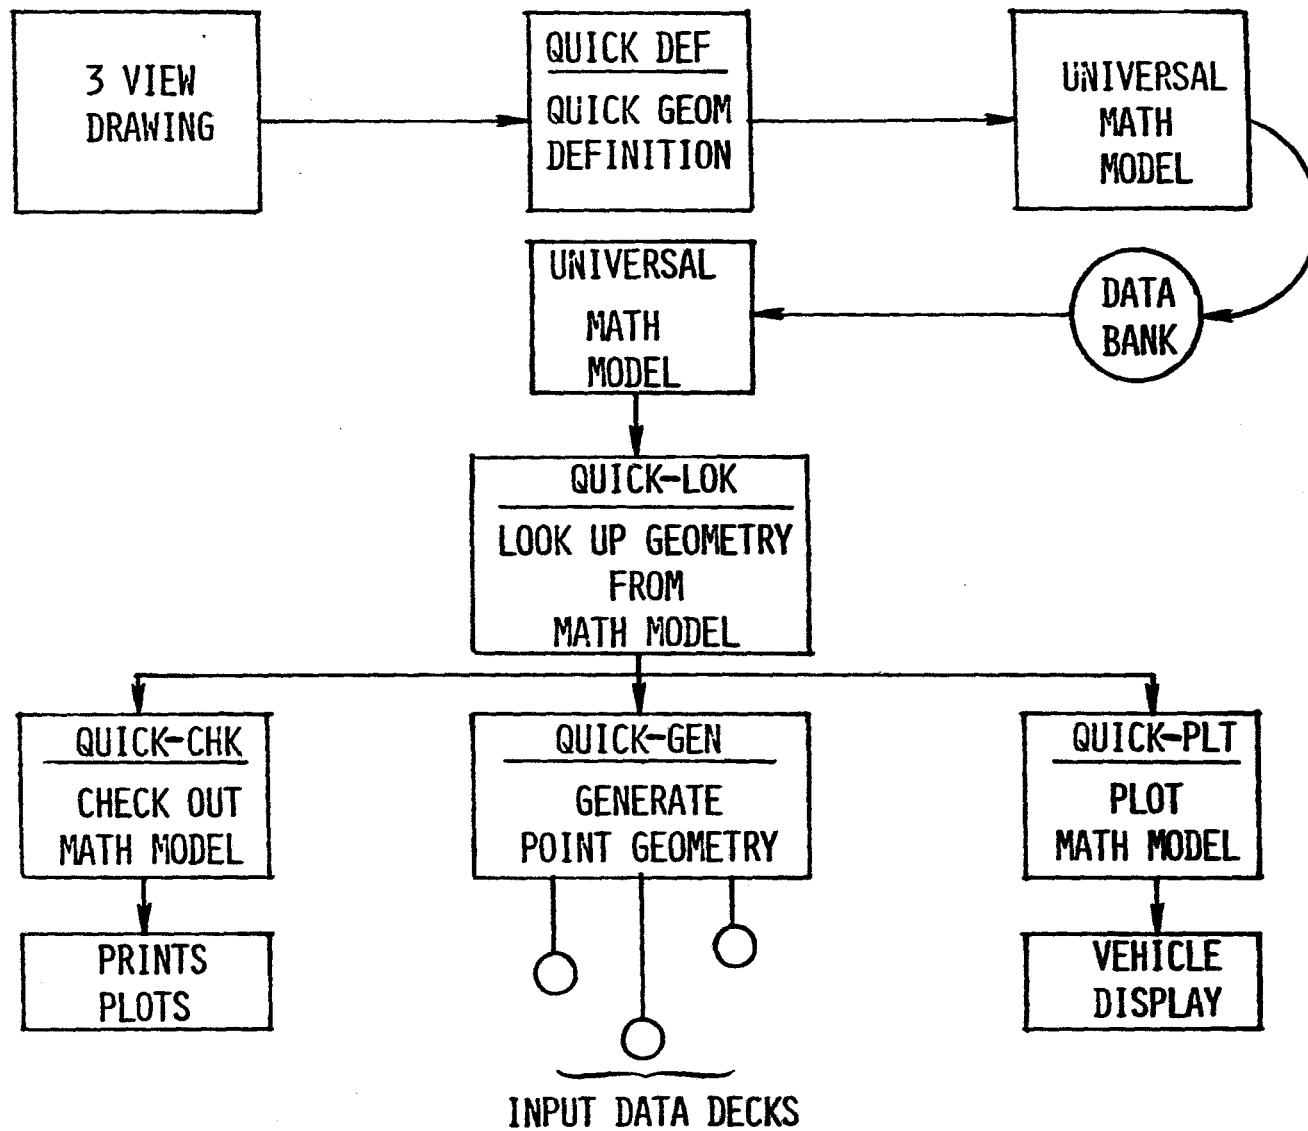 3 VIEW
DRAWING
QUICK DEF
QUICK GEOM
DEFINITION
UNIVERSAL
MATH
MODEL
UNIVERSAL
MATH
MODEL
DATA
BANK
QUICK-LOK
LOOK UP GEOMETRY
FROM
MATH MODEL
QUICK-CHK
CHECK OUT
MATH MODEL
QUICK-GEN
GENERATE
POINT GEOMETRY
QUICK-PLT
PLOT
MATH MODEL
PRINTS
PLOTS
VEHICLE
DISPLAY
INPUT DATA DECKS